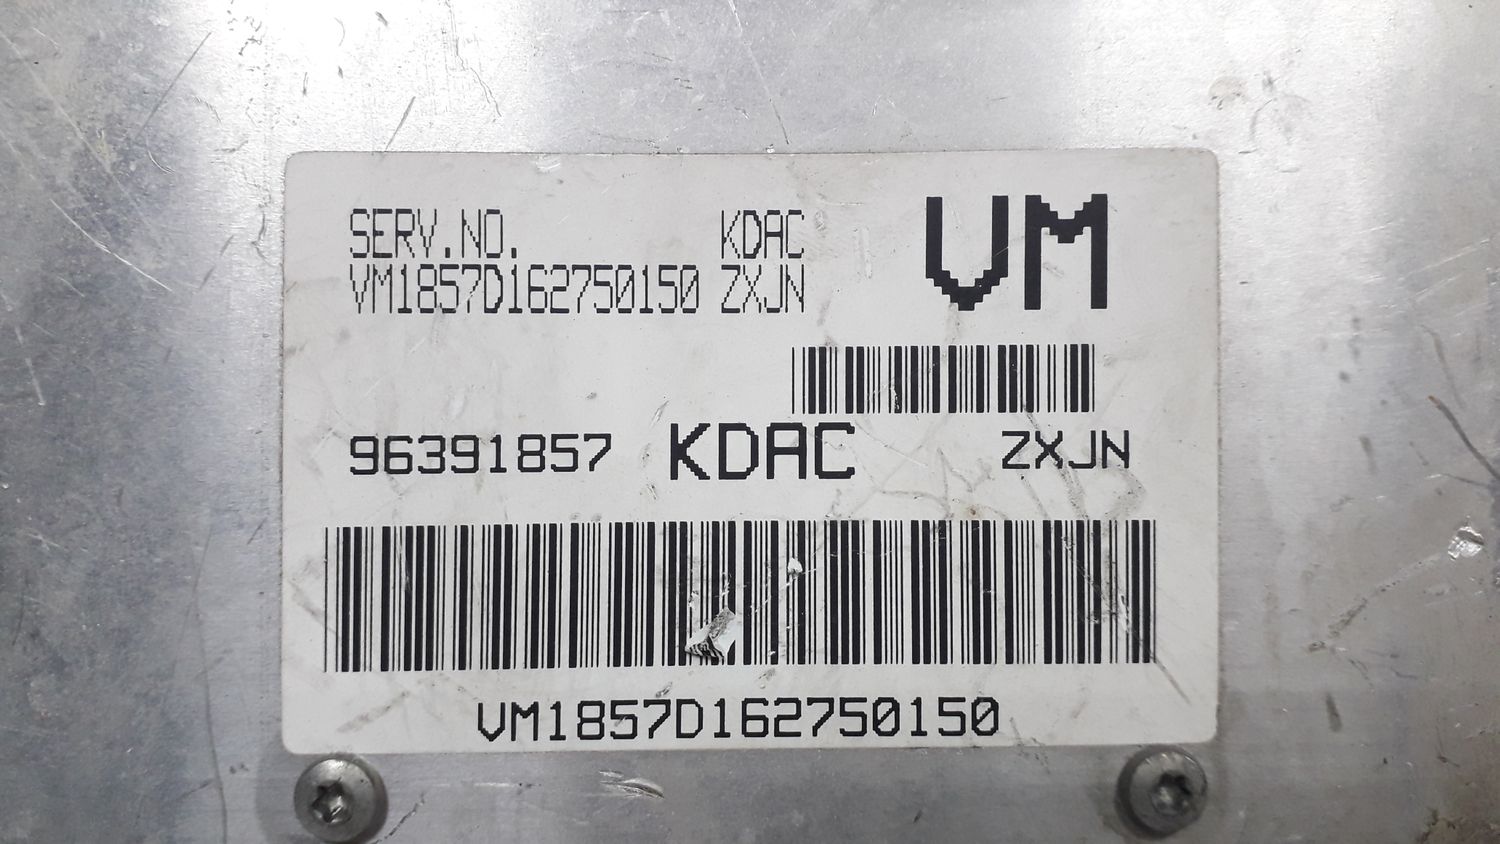 SERV.NO. KDAC VM
VM1857D162750150 ZXJN
96391857 KDAC ZXJN
VM1857D162750150